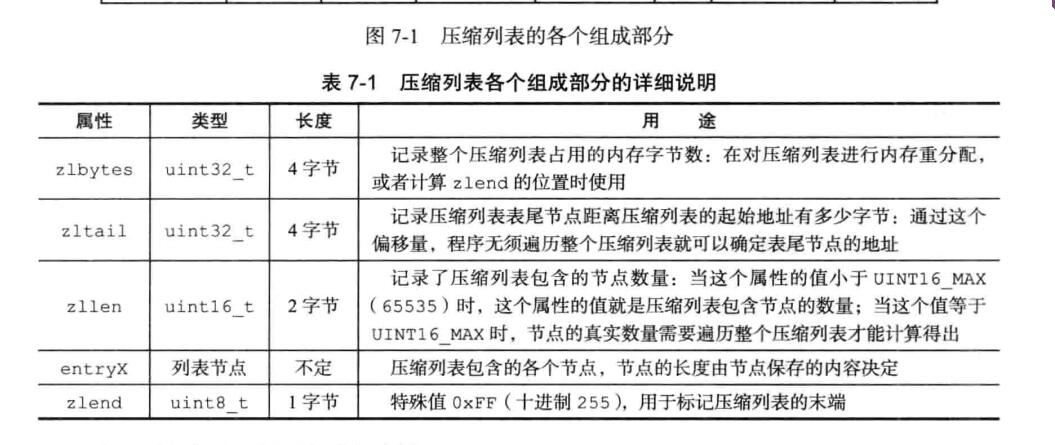 图 7-1 压缩列表的各个组成部分
表 7-1 压缩列表各个组成部分的详细说明
属性 类型 长度 用 途
zlbytes uint32_t 4 字节 记录整个压缩列表占用的内存字节数：在对压缩列表进行内存重分配，
或者计算 zlend 的位置时使用
zltail uint32_t 4 字节 记录压缩列表表尾节点距离压缩列表的起始地址有多少字节：通过这个
偏移量，程序无须遍历整个压缩列表就可以确定表尾节点的地址
zllen uint16_t 2 字节 记录了压缩列表包含的节点数量：当这个属性的值小于 UINT16_MAX
（65535）时，这个属性的值就是压缩列表包含节点的数量；当这个值等于
UINT16_MAX 时，节点的真实数量需要遍历整个压缩列表才能计算得出
entryX 列表节点 不定 压缩列表包含的各个节点，节点的长度由节点保存的内容决定
zlend uint8_t 1 字节 特殊值 0xFF（十进制 255），用于标记压缩列表的末端